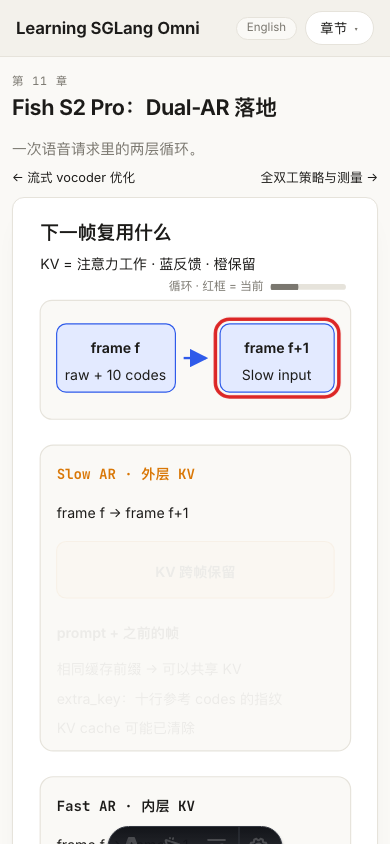 Learning SGLang Omni
English
章节
第 11 章
Fish S2 Pro：Dual-AR 落地
一次语音请求里的两层循环。
← 流式 vocoder 优化
全双工策略与测量 →
下一帧复用什么
KV = 注意力工作 · 蓝反馈 · 橙保留
循环 · 红框 = 当前
frame f
raw + 10 codes
frame f+1
Slow input
Slow AR · 外层 KV
frame f → frame f+1
KV 跨帧保留
prompt + 之前的帧
相同缓存前缀 → 可以共享 KV
extra_key：十行参考 codes 的指纹
KV cache 可能已清除
Fast AR · 内层 KV